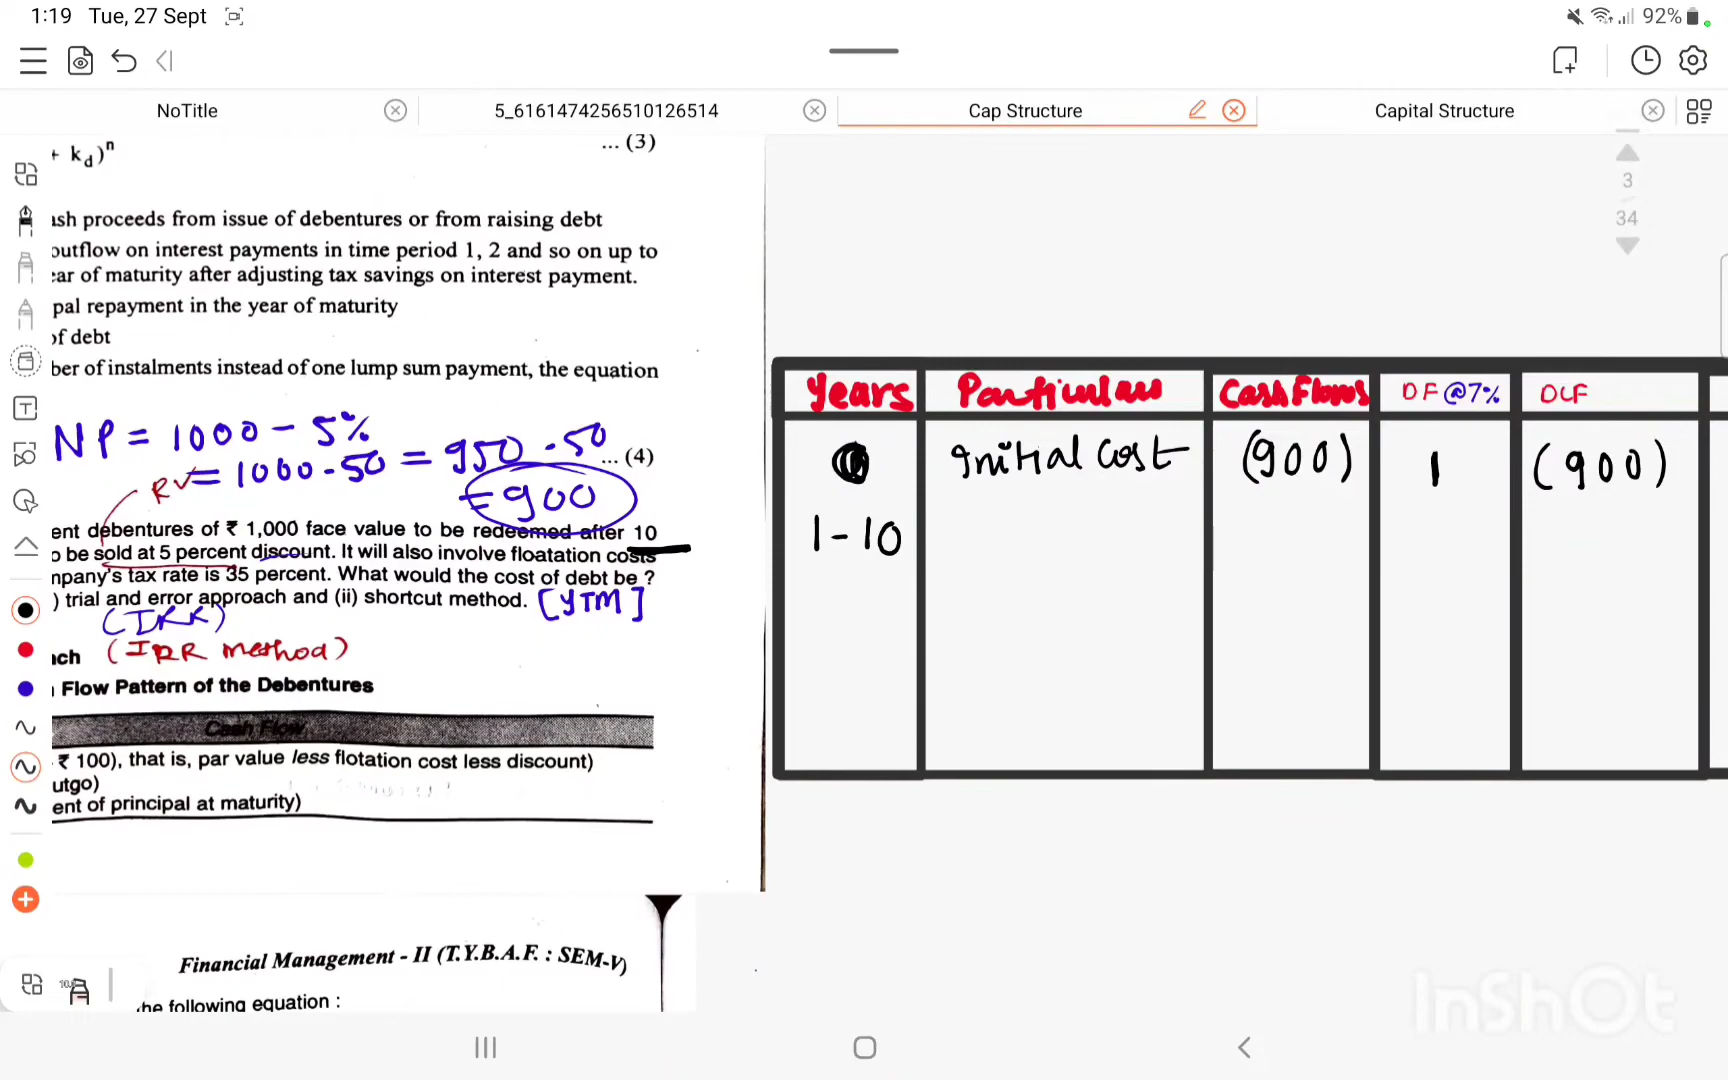 1:19 Tue, 27 Sept
92%
NoTitle
5_6161474256510126514
Cap Structure
Capital Structure
3
34
+ kd)n
... (3)
ash proceeds from issue of debentures or from raising debt
outflow on interest payments in time period 1, 2 and so on up to
ear of maturity after adjusting tax savings on interest payment.
pal repayment in the year of maturity
of debt
ber of instalments instead of one lump sum payment, the equation
NP = 1000 - 5%
= 1000 - 50 = 950 - 50
... (4)
RV
= 900
ent debentures of ₹ 1,000 face value to be redeemed after 10
o be sold at 5 percent discount. It will also involve floatation costs
npany's tax rate is 35 percent. What would the cost of debt be ?
) trial and error approach and (ii) shortcut method. [YTM]
(IRR)
ach (IRR method)
Flow Pattern of the Debentures
Cash Flow
₹ 100), that is, par value less flotation cost less discount)
utgo)
ent of principal at maturity)
Financial Management - II (T.Y.B.A.F. : SEM-V)
he following equation :
Years Particulars Cash Flows DF@7% DCF
0 Initial Cost (900) 1 (900)
1-10
InShOt